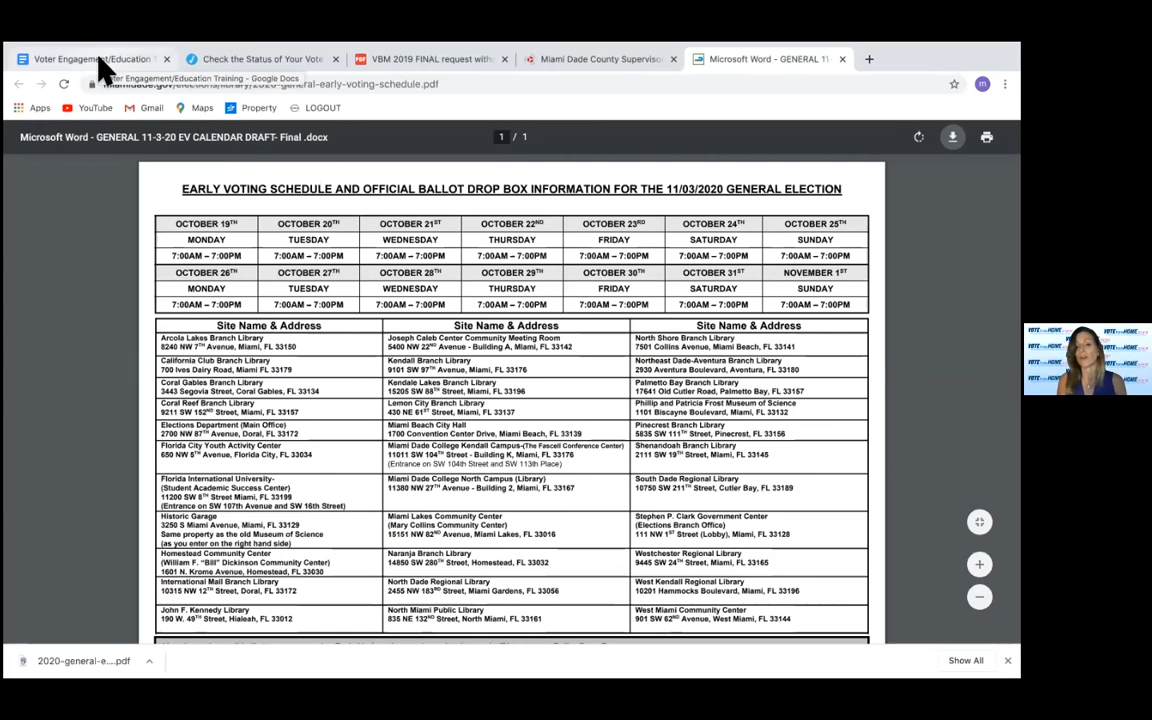 Voter Engagement/Education T
Check the Status of Your Vote
VBM 2019 FINAL request with
Miami Dade County Supervisor
Microsoft Word - GENERAL 11-
Voter Engagement/Education Training - Google Docs
miamidade.gov/elections/library/2020-general-early-voting-schedule.pdf
m
Apps
YouTube
Gmail
Maps
Property
LOGOUT
Microsoft Word - GENERAL 11-3-20 EV CALENDAR DRAFT- Final .docx
1 / 1
EARLY VOTING SCHEDULE AND OFFICIAL BALLOT DROP BOX INFORMATION FOR THE 11/03/2020 GENERAL ELECTION
OCTOBER 19TH OCTOBER 20TH OCTOBER 21ST OCTOBER 22ND OCTOBER 23RD OCTOBER 24TH OCTOBER 25TH
MONDAY TUESDAY WEDNESDAY THURSDAY FRIDAY SATURDAY SUNDAY
7:00AM – 7:00PM 7:00AM – 7:00PM 7:00AM – 7:00PM 7:00AM – 7:00PM 7:00AM – 7:00PM 7:00AM – 7:00PM 7:00AM – 7:00PM
OCTOBER 26TH OCTOBER 27TH OCTOBER 28TH OCTOBER 29TH OCTOBER 30TH OCTOBER 31ST NOVEMBER 1ST
MONDAY TUESDAY WEDNESDAY THURSDAY FRIDAY SATURDAY SUNDAY
7:00AM – 7:00PM 7:00AM – 7:00PM 7:00AM – 7:00PM 7:00AM – 7:00PM 7:00AM – 7:00PM 7:00AM – 7:00PM 7:00AM – 7:00PM
Site Name & Address
Arcola Lakes Branch Library
8240 NW 7TH Avenue, Miami, FL 33150
California Club Branch Library
700 Ives Dairy Road, Miami FL 33179
Coral Gables Branch Library
3443 Segovia Street, Coral Gables, FL 33134
Coral Reef Branch Library
9211 SW 152ND Street, Miami, FL 33157
Elections Department (Main Office)
2700 NW 87TH Avenue, Doral, FL 33172
Florida City Youth Activity Center
650 NW 5TH Avenue, Florida City, FL 33034
Florida International University-
(Student Academic Success Center)
11200 SW 8TH Street Miami, FL 33199
(Entrance on SW 107th Avenue and SW 16th Street)
Historic Garage
3250 S Miami Avenue, Miami, FL 33129
Same property as the old Museum of Science
(as you enter on the right hand side)
Homestead Community Center
(William F. “Bill” Dickinson Community Center)
1601 N. Krome Avenue, Homestead, FL 33030
International Mall Branch Library
10315 NW 12TH Street, Doral, FL 33172
John F. Kennedy Library
190 W. 49TH Street, Hialeah, FL 33012
Site Name & Address
Joseph Caleb Center Community Meeting Room
5400 NW 22ND Avenue - Building A, Miami, FL 33142
Kendall Branch Library
9101 SW 97TH Avenue, Miami, FL 33176
Kendale Lakes Branch Library
15205 SW 88TH Street, Miami, FL 33196
Lemon City Branch Library
430 NE 61ST Street, Miami, FL 33137
Miami Beach City Hall
1700 Convention Center Drive, Miami Beach, FL 33139
Miami Dade College Kendall Campus-(The Fascell Conference Center)
11011 SW 104TH Street - Building K, Miami, FL 33176
(Entrance on SW 104th Street and SW 113th Place)
Miami Dade College North Campus (Library)
11380 NW 27TH Avenue - Building 2, Miami, FL 33167
Miami Lakes Community Center
(Mary Collins Community Center)
15151 NW 82ND Avenue, Miami Lakes, FL 33016
Naranja Branch Library
14850 SW 280TH Street, Homestead, FL 33032
North Dade Regional Library
2455 NW 183RD Street, Miami Gardens, FL 33056
North Miami Public Library
835 NE 132ND Street, North Miami, FL 33161
Site Name & Address
North Shore Branch Library
7501 Collins Avenue, Miami Beach, FL 33141
Northeast Dade-Aventura Branch Library
2930 Aventura Boulevard, Aventura, FL 33180
Palmetto Bay Branch Library
17641 Old Cutler Road, Palmetto Bay, FL 33157
Phillip and Patricia Frost Museum of Science
1101 Biscayne Boulevard, Miami, FL 33132
Pinecrest Branch Library
5835 SW 111TH Street, Pinecrest, FL 33156
Shenandoah Branch Library
2111 SW 19TH Street, Miami, FL 33145
South Dade Regional Library
10750 SW 211TH Street, Cutler Bay, FL 33189
Stephen P. Clark Government Center
(Elections Branch Office)
111 NW 1ST Street (Lobby), Miami, FL 33128
Westchester Regional Library
9445 SW 24TH Street, Miami, FL 33165
West Kendall Regional Library
10201 Hammocks Boulevard, Miami, FL 33196
West Miami Community Center
901 SW 62ND Avenue, West Miami, FL 33144
2020-general-e....pdf
Show All